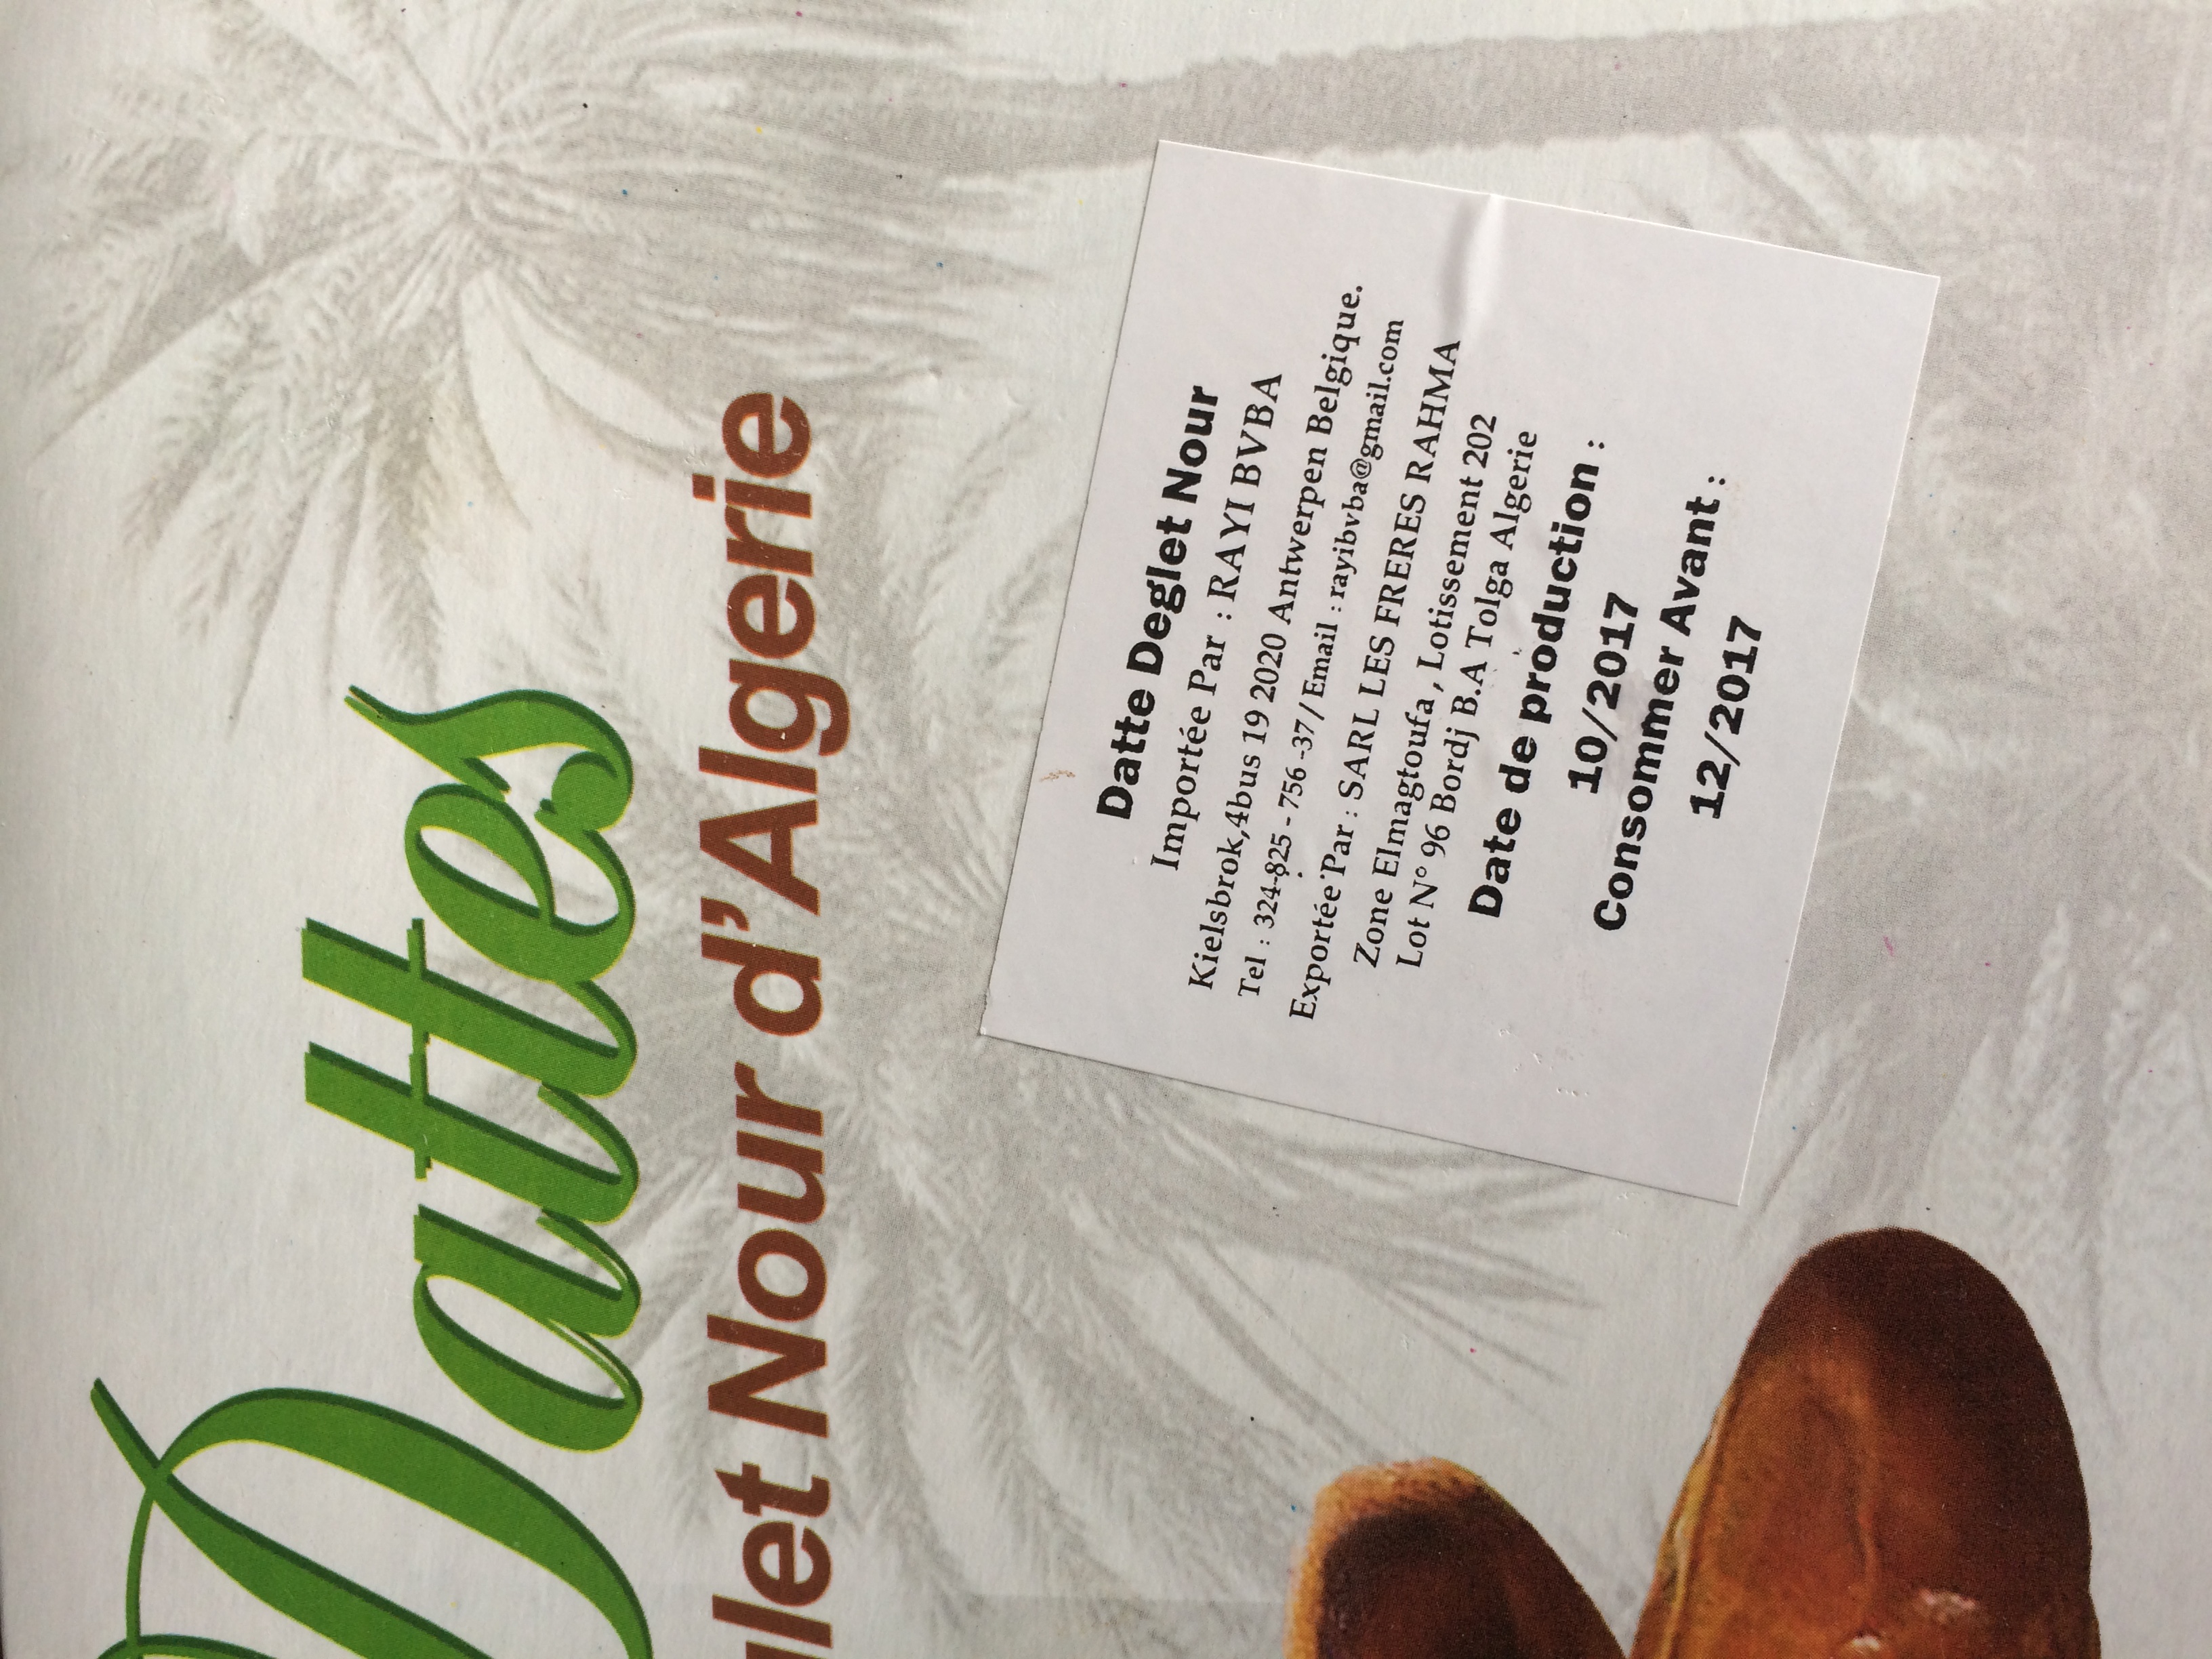 Dattes
glet Nour d'Algerie
Datte Deglet Nour
Importée Par : RAYI BVBA
Kielsbrok,4bus 19 2020 Antwerpen Belgique.
Tel : 324-825 - 756 -37/ Email : rayibvba@gmail.com
Exportée Par : SARL LES FRERES RAHMA
Zone Elmagtoufa , Lotissement 202
Lot N° 96 Bordj B.A Tolga Algerie
Date de production :
10/2017
Consommer Avant :
12/2017